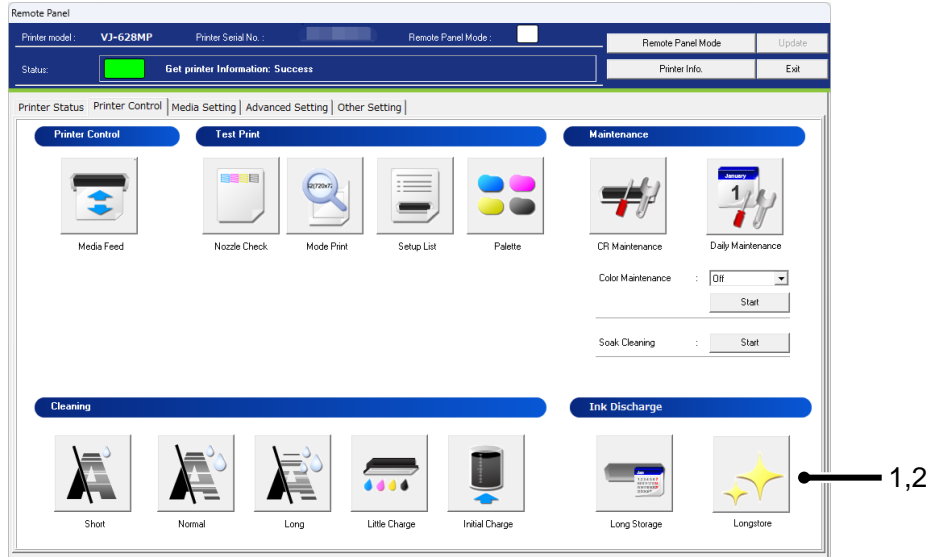 Remote Panel
Printer model : VJ-628MP Printer Serial No. : Remote Panel Mode :
Remote Panel Mode Update
Status: Get printer Information: Success
Printer Info. Exit
Printer Status Printer Control Media Setting Advanced Setting Other Setting
Printer Control Test Print Maintenance
Media Feed Nozzle Check Mode Print Setup List Palette CR Maintenance Daily Maintenance
January
1
Color Maintenance : Off
Start
Soak Cleaning : Start
Cleaning Ink Discharge
Short Normal Long Little Charge Initial Charge Long Storage Longstore
1,2